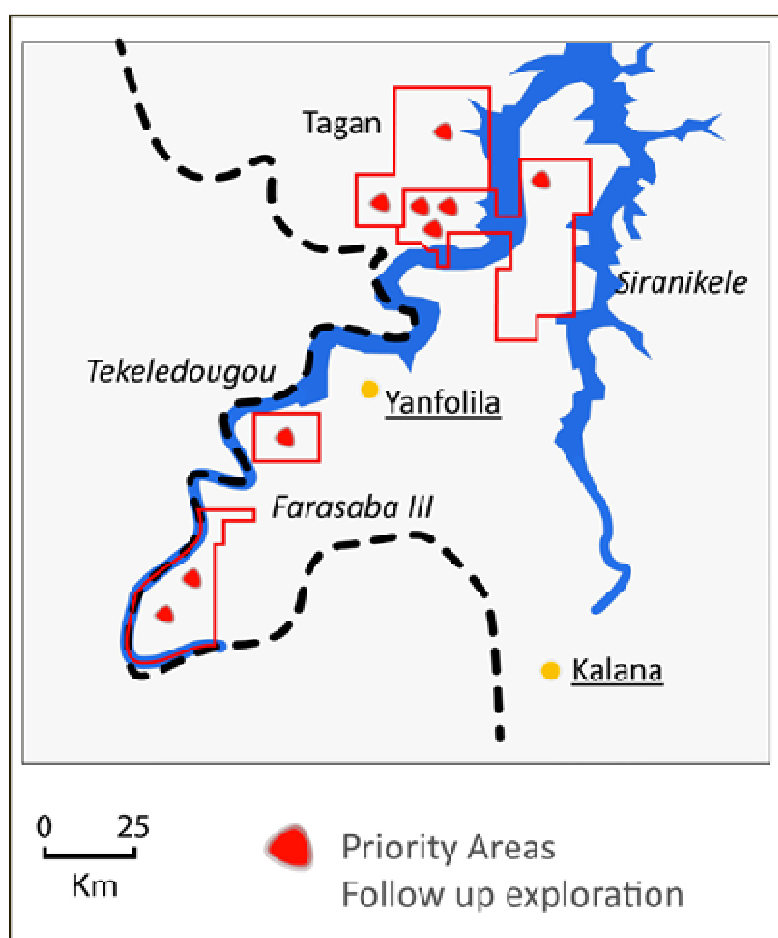 Tagan
Siranikele
Tekeledougou
Yanfolila
Farasaba III
Kalana
0 25
Km
Priority Areas
Follow up exploration